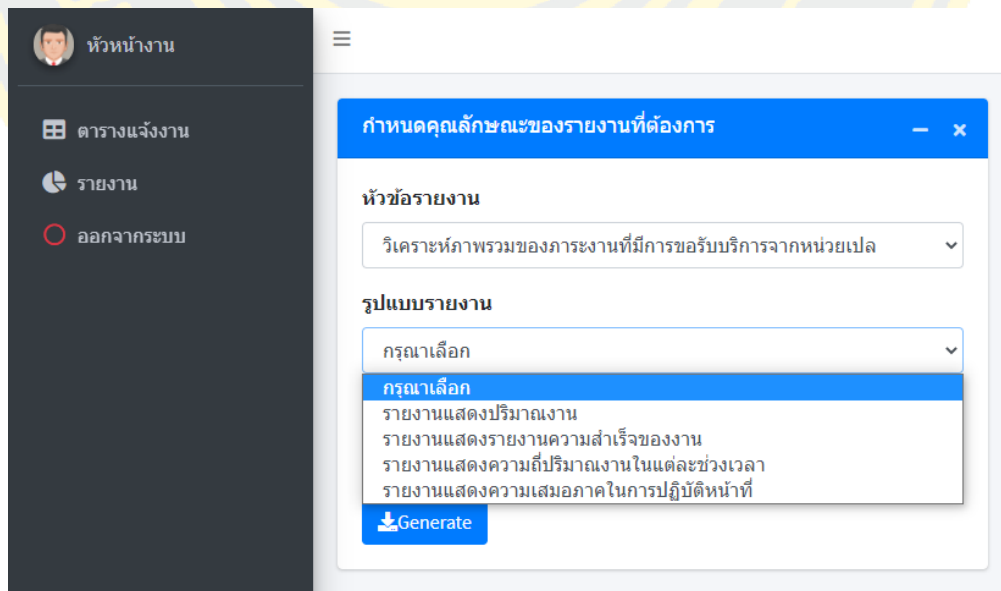 หัวหน้างาน
ตารางแจ้งงาน
รายงาน
ออกจากระบบ
กำหนดคุณลักษณะของรายงานที่ต้องการ
หัวข้อรายงาน
วิเคราะห์ภาพรวมของภาระงานที่มีการขอรับบริการจากหน่วยเปล
รูปแบบรายงาน
กรุณาเลือก
กรุณาเลือก
รายงานแสดงปริมาณงาน
รายงานแสดงรายงานความสำเร็จของงาน
รายงานแสดงความถี่ปริมาณงานในแต่ละช่วงเวลา
รายงานแสดงความเสมอภาคในการปฏิบัติหน้าที่
Generate